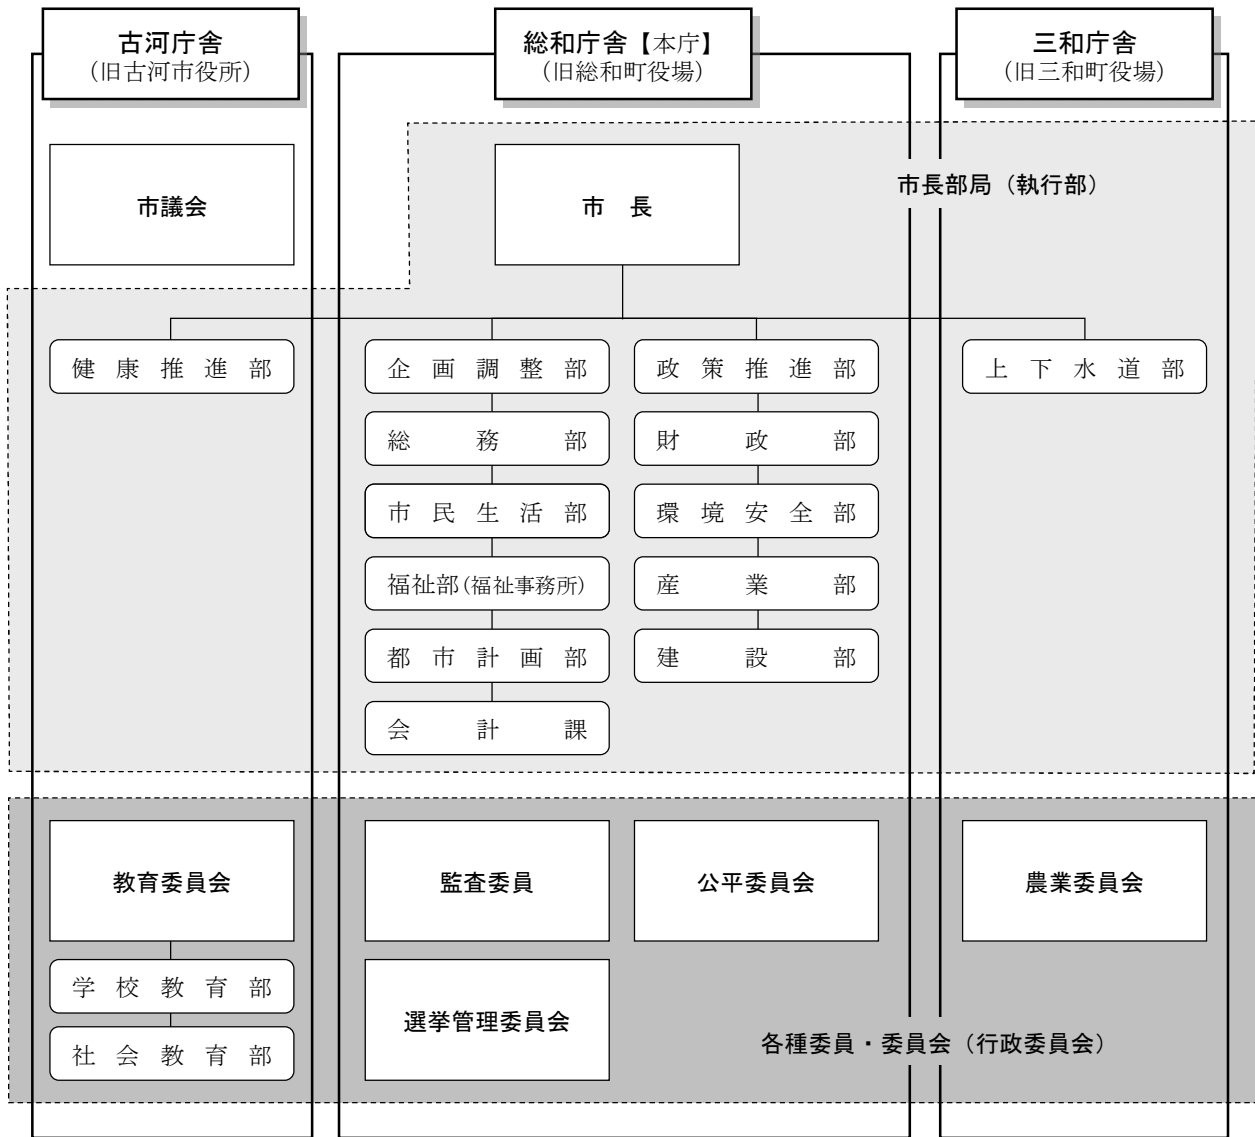 古河庁舎
(旧古河市役所)
総和庁舎【本庁】
(旧総和町役場)
三和庁舎
(旧三和町役場)
市議会
市 長
市長部局（執行部）
健康推進部
企画調整部
政策推進部
上下水道部
総務部
財政部
市民生活部
環境安全部
福祉部(福祉事務所)
産業部
都市計画部
建設部
会計課
教育委員会
監査委員
公平委員会
農業委員会
学校教育部
選挙管理委員会
社会教育部
各種委員・委員会（行政委員会）